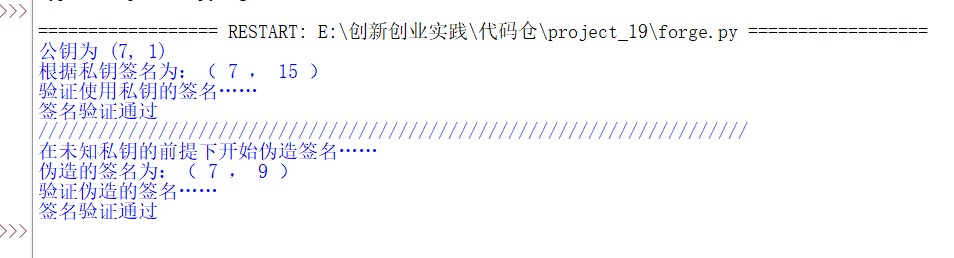 >>>
================== RESTART: E:\创新创业实践\代码仓\project_19\forge.py ==================
公钥为 (7, 1)
根据私钥签名为：（ 7 ， 15 ）
验证使用私钥的签名……
签名验证通过
///////////////////////////////////////////////////////////////////////
在未知私钥的前提下开始伪造签名……
伪造的签名为：（ 7 ， 9 ）
验证伪造的签名……
签名验证通过
>>>